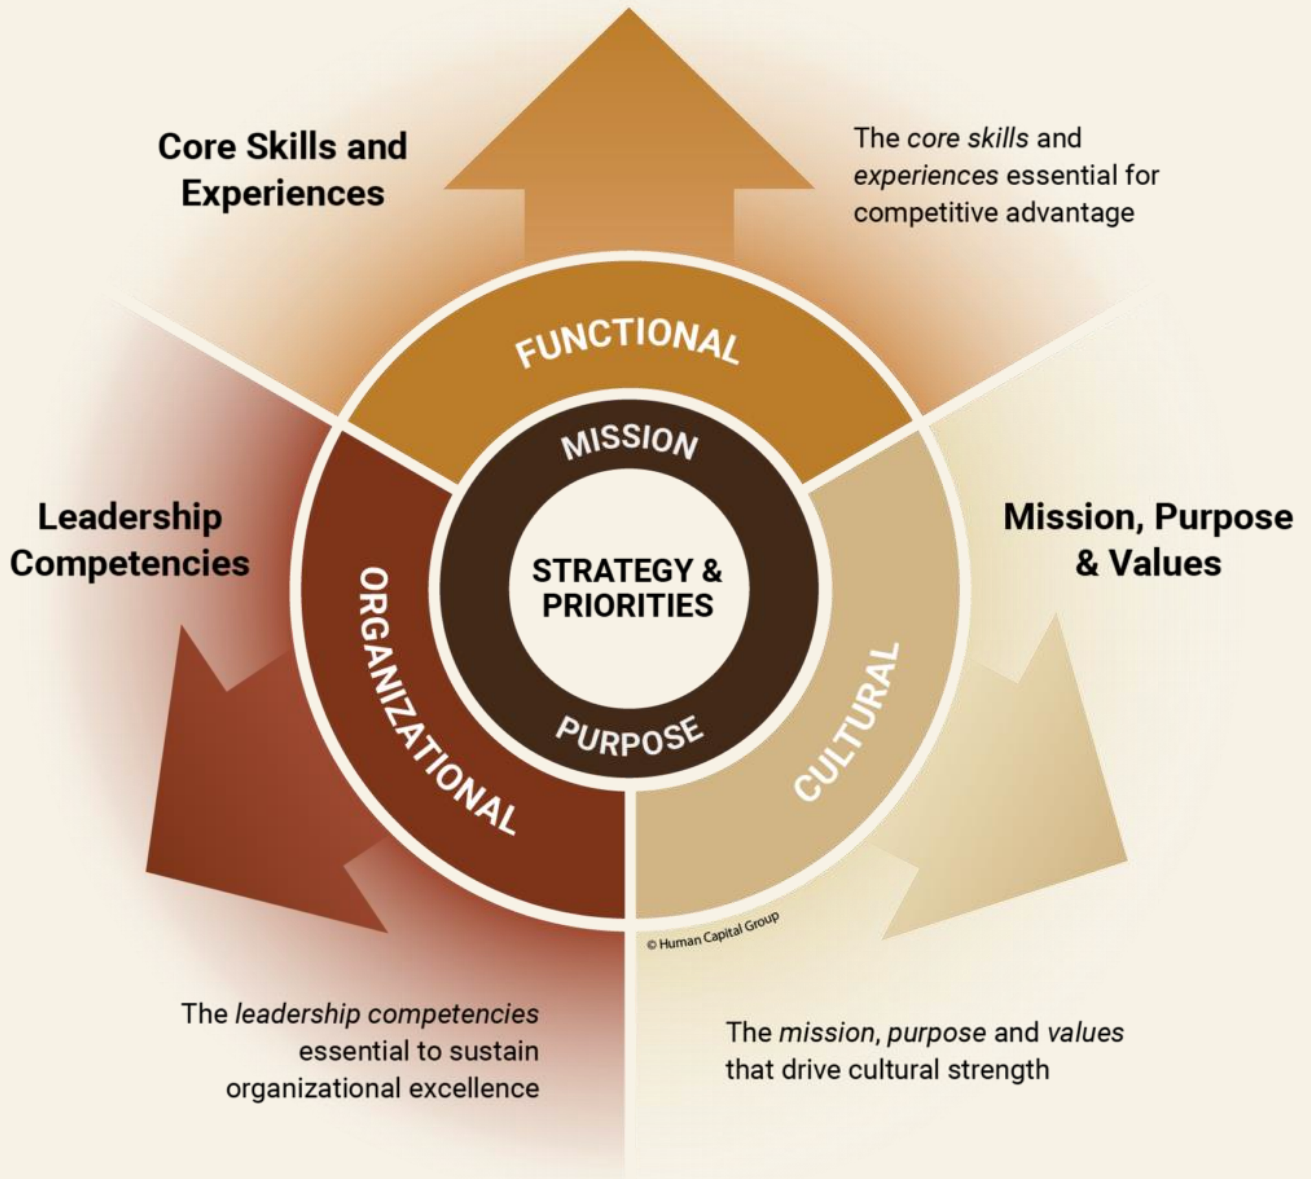 Core Skills and
Experiences
The core skills and
experiences essential for
competitive advantage
FUNCTIONAL
MISSION
STRATEGY &
PRIORITIES
PURPOSE
Leadership
Competencies
ORGANIZATIONAL
Mission, Purpose
& Values
CULTURAL
© Human Capital Group
The leadership competencies
essential to sustain
organizational excellence
The mission, purpose and values
that drive cultural strength